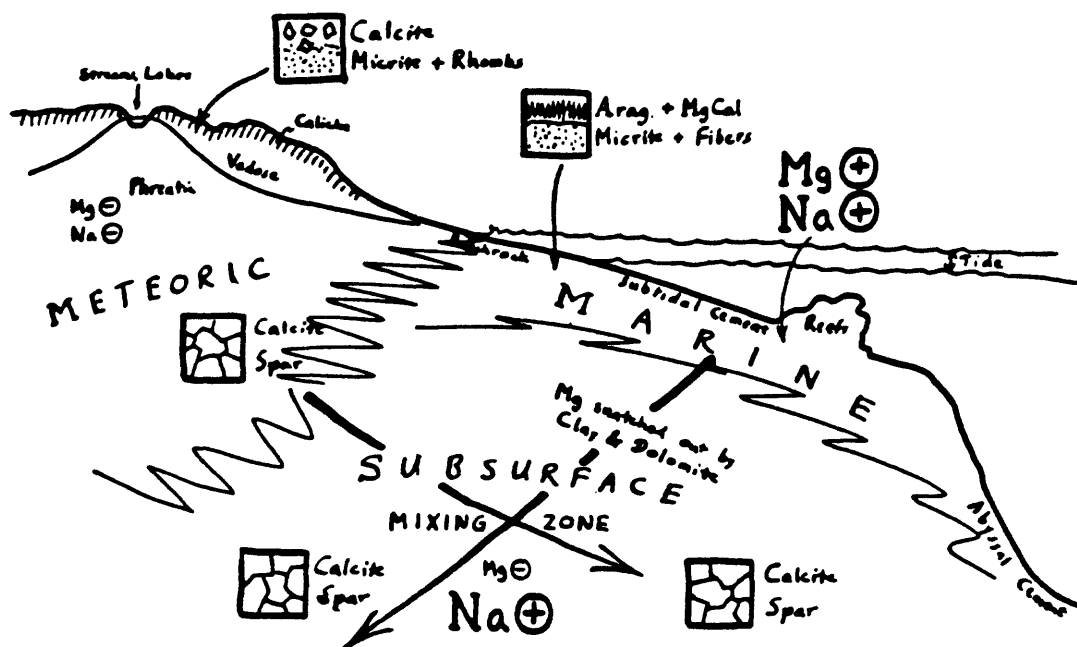 Calcite
Micrite + Rhombs
Streams, Lakes
Caliche
Vadose
Phreatic
Mg ⊖
Na ⊖
Arag. + MgCal
Micrite + Fibers
Mg ⊕
Na ⊕
Tide
METEORIC
Subtidal Cement
Reefs
MARINE
Calcite
Spar
Mg snatched out by
Clay & Dolomite
SUBSURFACE
MIXING ZONE
Abyssal Cement
Calcite
Spar
Mg ⊖
Na ⊕
Calcite
Spar